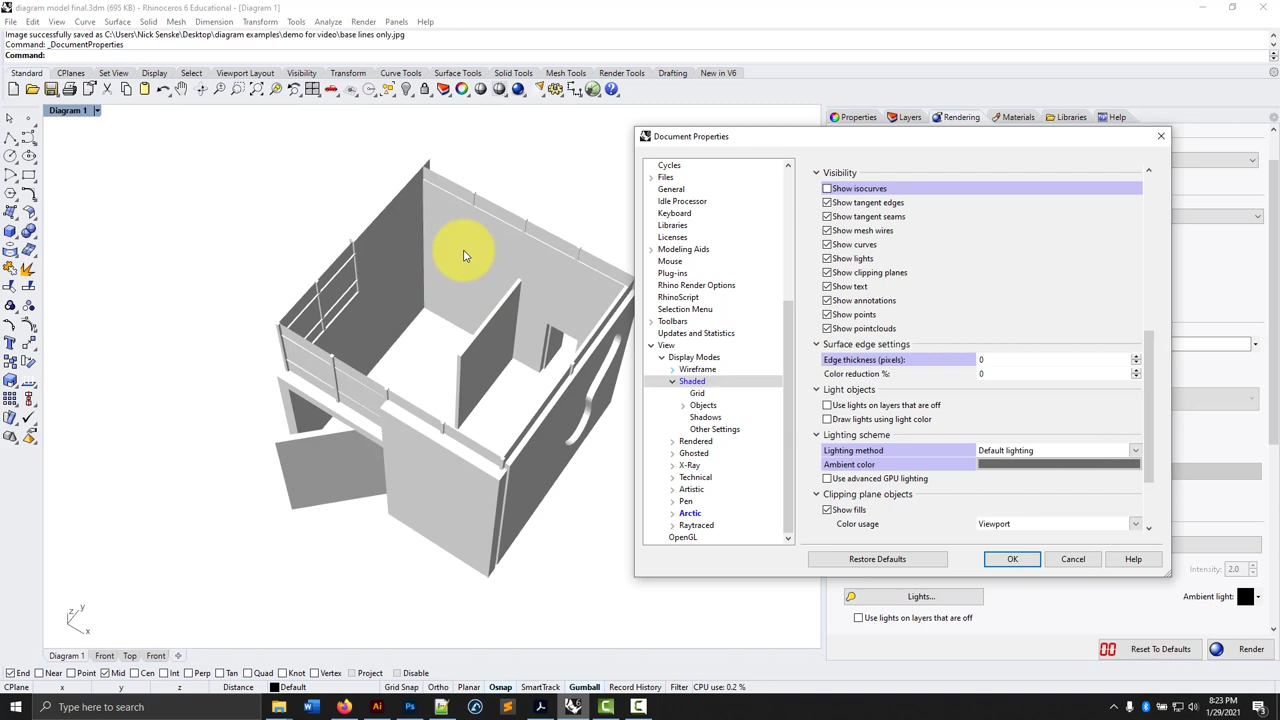 diagram model final.3dm (695 KB) - Rhinoceros 6 Educational - [Diagram 1]
File Edit View Curve Surface Solid Mesh Dimension Transform Tools Analyze Render Panels Help
Image successfully saved as C:\Users\Nick Senske\Desktop\diagram examples\demo for video\base lines only.jpg
Command: _DocumentProperties
Command:
Standard CPlanes Set View Display Select Viewport Layout Visibility Transform Curve Tools Surface Tools Solid Tools Mesh Tools Render Tools Drafting New in V6
Diagram 1
Properties Layers Rendering Materials Libraries Help
Document Properties
Cycles
Files
General
Idle Processor
Keyboard
Libraries
Licenses
Modeling Aids
Mouse
Plug-ins
Rhino Render Options
RhinoScript
Selection Menu
Toolbars
Updates and Statistics
View
Display Modes
Wireframe
Shaded
Grid
Objects
Shadows
Other Settings
Rendered
Ghosted
X-Ray
Technical
Artistic
Pen
Arctic
Raytraced
OpenGL
Visibility
Show isocurves
Show tangent edges
Show tangent seams
Show mesh wires
Show curves
Show lights
Show clipping planes
Show text
Show annotations
Show points
Show pointclouds
Surface edge settings
Edge thickness (pixels): 0
Color reduction %: 0
Light objects
Use lights on layers that are off
Draw lights using light color
Lighting scheme
Lighting method Default lighting
Ambient color
Use advanced GPU lighting
Clipping plane objects
Show fills
Color usage Viewport
Restore Defaults OK Cancel Help
Intensity: 2.0
Lights... Ambient light:
Use lights on layers that are off
Reset To Defaults Render
z y
x
Diagram 1 Front Top Front
End Near Point Mid Cen Int Perp Tan Quad Knot Vertex Project Disable
CPlane x y z Distance Default Grid Snap Ortho Planar Osnap SmartTrack Gumball Record History Filter CPU use: 0.2 %
Type here to search
8:23 PM
1/29/2021